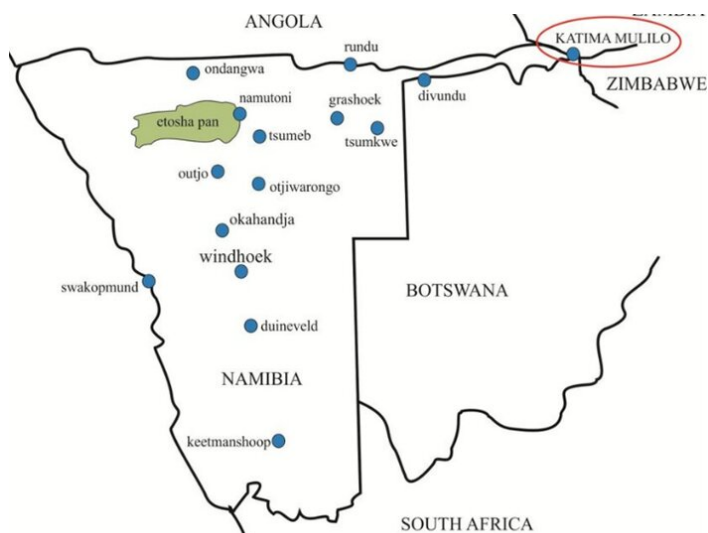 ZAMBIA
ANGOLA
KATIMA MULILO
rundu
ondangwa
ZIMBABWE
divundu
namutoni
grashoek
etosha pan
tsumeb
tsumkwe
outjo
otjiwarongo
okahandja
windhoek
swakopmund
BOTSWANA
duineveld
NAMIBIA
keetmanshoop
SOUTH AFRICA